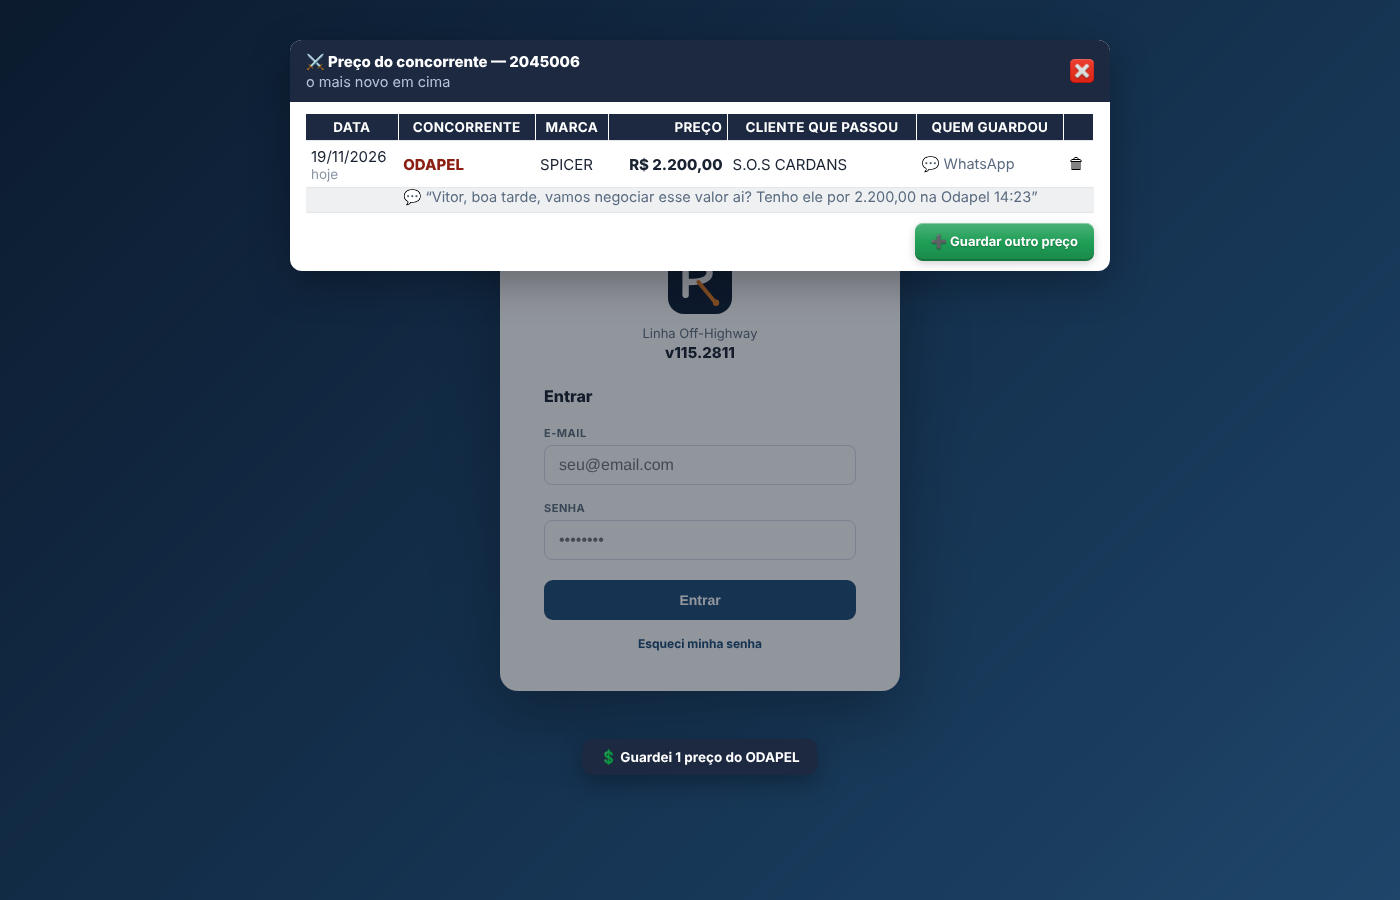 ⚔️ Preço do concorrente — 2045006
o mais novo em cima
❌
DATA CONCORRENTE MARCA PREÇO CLIENTE QUE PASSOU QUEM GUARDOU
19/11/2026 ODAPEL SPICER R$ 2.200,00 S.O.S CARDANS 💬 WhatsApp 🗑
hoje
💬 “Vitor, boa tarde, vamos negociar esse valor ai? Tenho ele por 2.200,00 na Odapel 14:23”
➕ Guardar outro preço
R
Linha Off-Highway
v115.2811
Entrar
E-MAIL
seu@email.com
SENHA
••••••••
Entrar
Esqueci minha senha
💲 Guardei 1 preço do ODAPEL